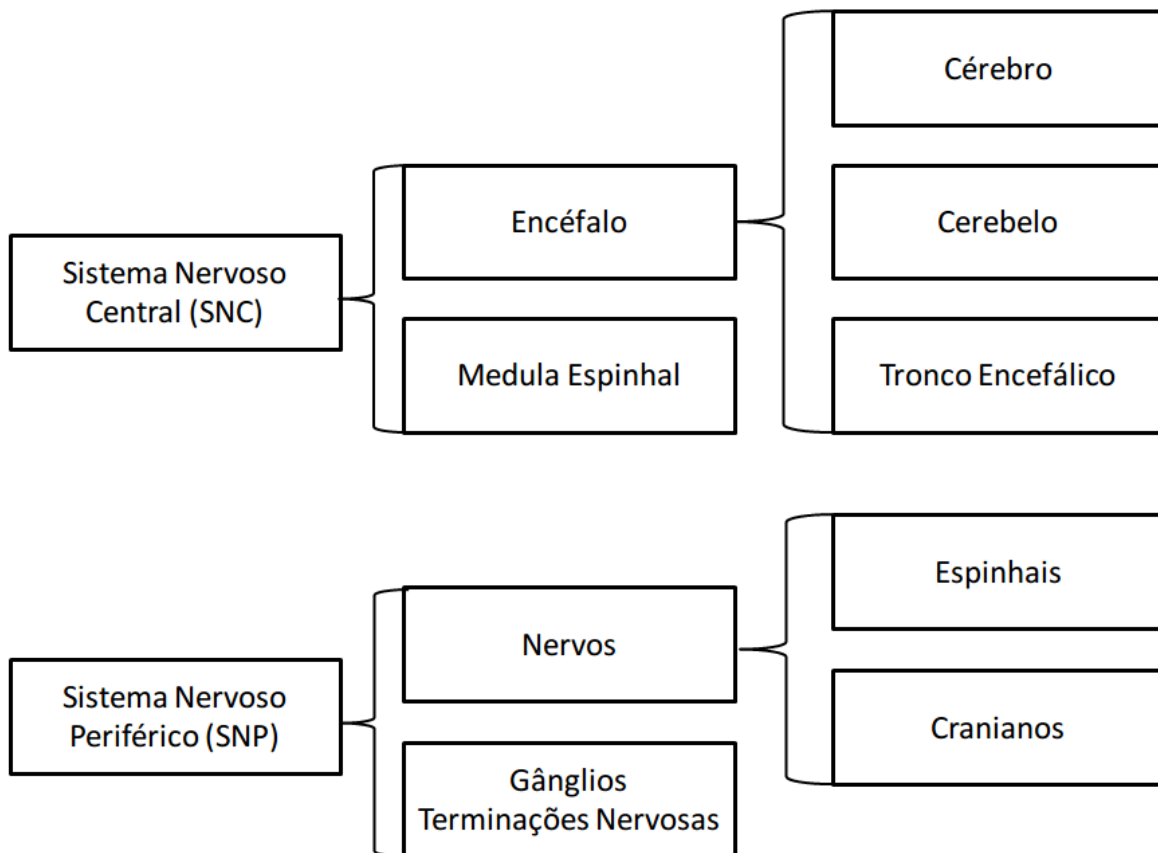 Sistema Nervoso
Central (SNC)
Encéfalo
Medula Espinhal
Cérebro
Cerebelo
Tronco Encefálico
Sistema Nervoso
Periférico (SNP)
Nervos
Gânglios
Terminações Nervosas
Espinhais
Cranianos